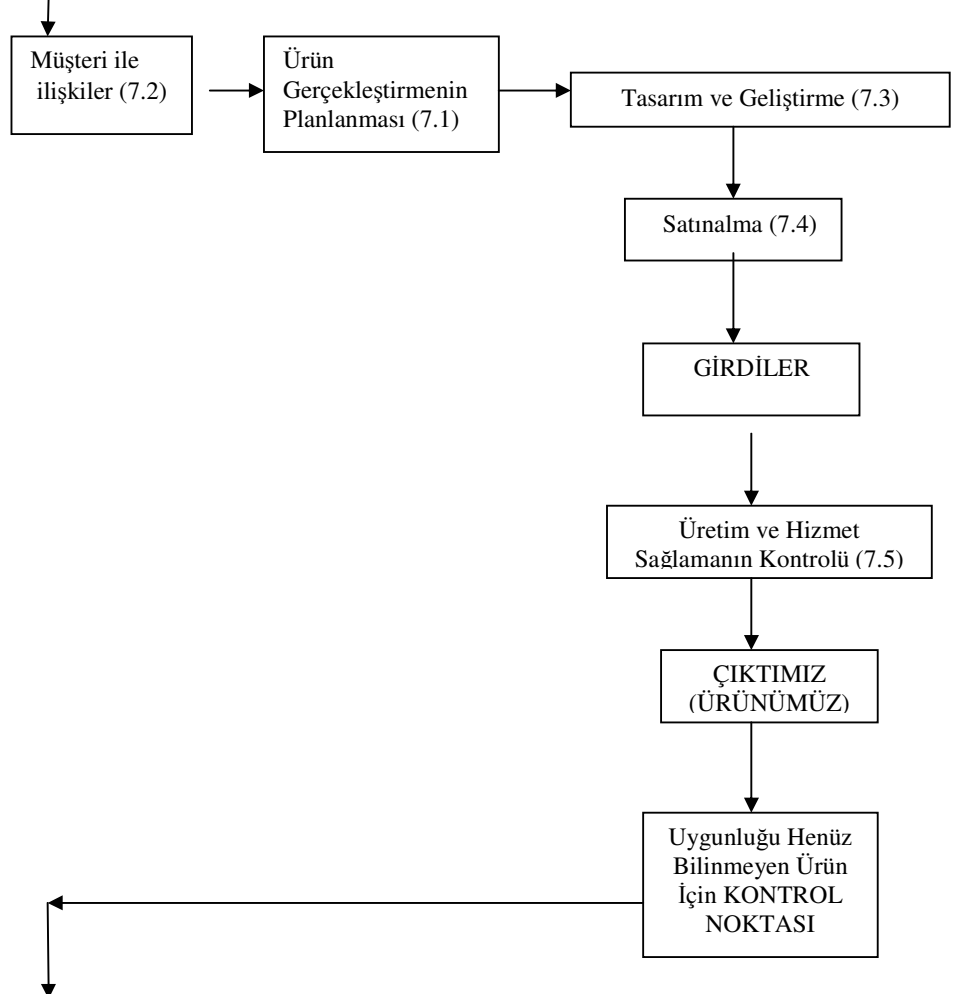 Müşteri ile
ilişkiler (7.2)
Ürün
Gerçekleştirmenin
Planlanması (7.1)
Tasarım ve Geliştirme (7.3)
Satınalma (7.4)
GİRDİLER
Üretim ve Hizmet
Sağlamanın Kontrolü (7.5)
ÇIKTIMIZ
(ÜRÜNÜMÜZ)
Uygunluğu Henüz
Bilinmeyen Ürün
İçin KONTROL
NOKTASI